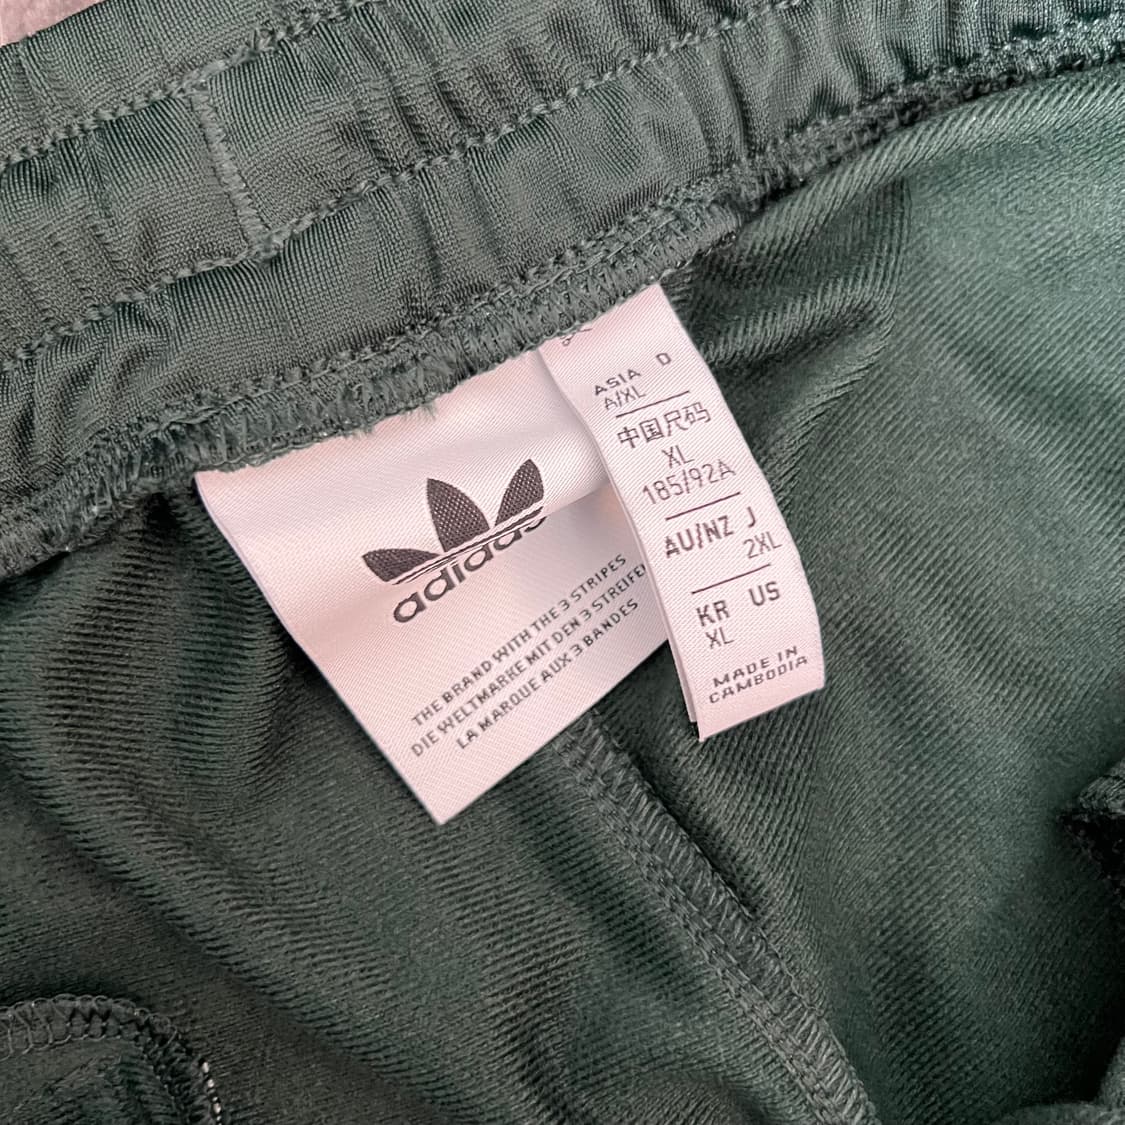 adidas
THE BRAND WITH THE 3 STRIPES
DIE WELTMARKE MIT DEN 3 STREIFEN
LA MARQUE AUX 3 BANDES
ASIA D
A/XL
中国尺码
XL
185/92A
AU/NZ J
2XL
KR US
XL
MADE IN
CAMBODIA